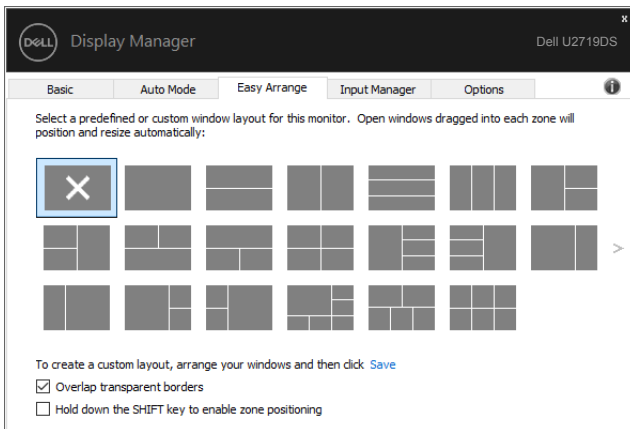 x
DELL Display Manager Dell U2719DS
Basic Auto Mode Easy Arrange Input Manager Options i
Select a predefined or custom window layout for this monitor. Open windows dragged into each zone will
position and resize automatically:
To create a custom layout, arrange your windows and then click Save
Overlap transparent borders
Hold down the SHIFT key to enable zone positioning